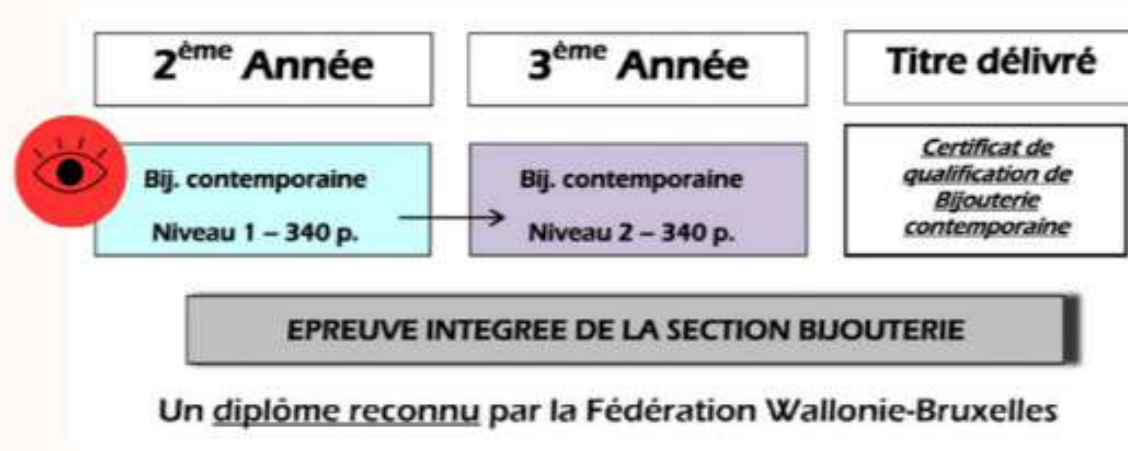 2ème Année
3ème Année
Titre délivré
Bij. contemporaine
Niveau 1 – 340 p.
Bij. contemporaine
Niveau 2 – 340 p.
Certificat de
qualification de
Bijouterie
contemporaine
EPREUVE INTEGREE DE LA SECTION BIJOUTERIE
Un diplôme reconnu par la Fédération Wallonie-Bruxelles